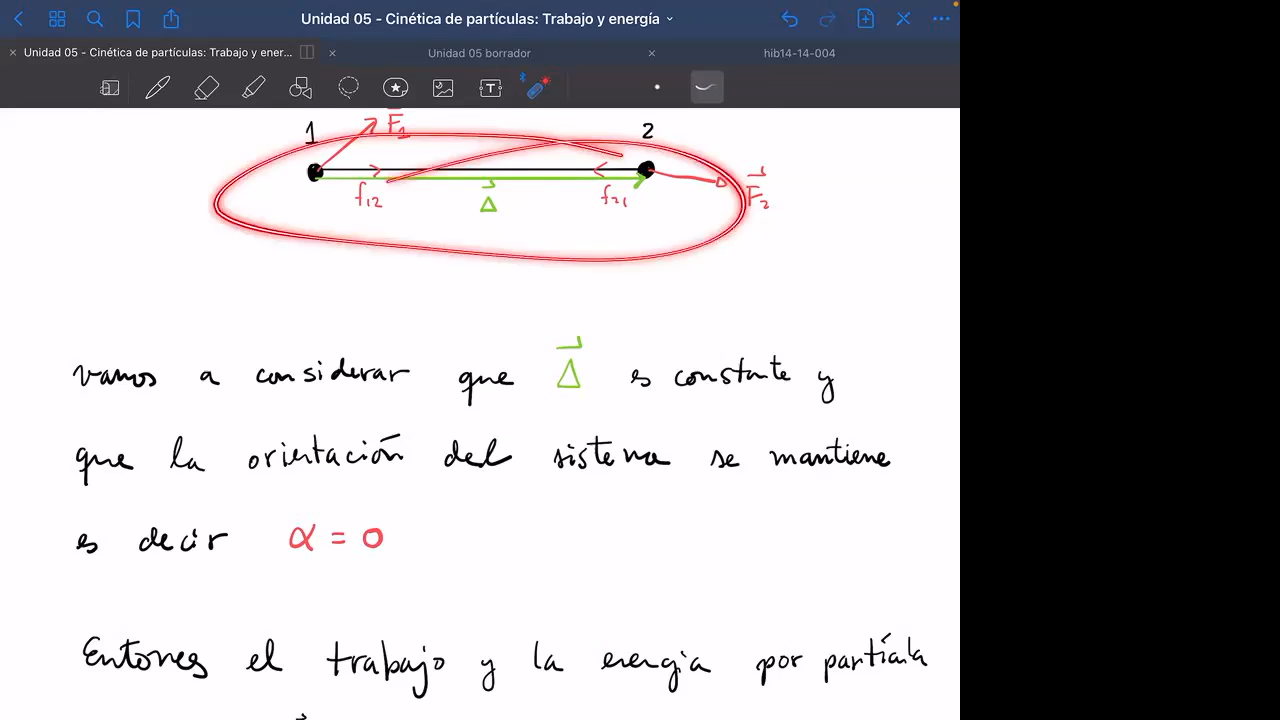 Unidad 05 - Cinética de partículas: Trabajo y energía
Unidad 05 - Cinética de partículas: Trabajo y ener...
Unidad 05 borrador
hib14-14-004
1 F₁ 2
f₁₂ Δ f₂₁ F₂
vamos a considerar que Δ es constante y
que la orientación del sistema se mantiene
es decir α = 0
Entonces el trabajo y la energía por partícula